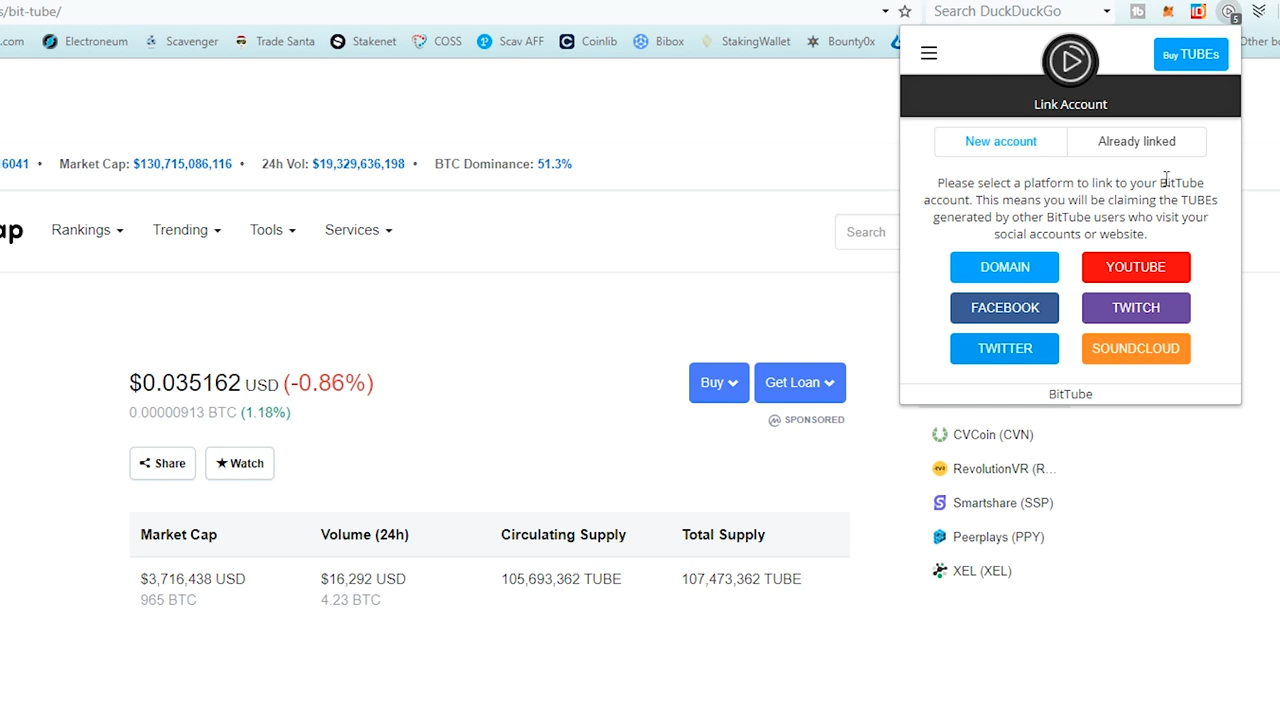 s/bit-tube/
Search DuckDuckGo
5
.com
Electroneum
Scavenger
Trade Santa
Stakenet
COSS
Scav AFF
Coinlib
Bibox
StakingWallet
Bounty0x
Other bo
Buy TUBEs
Link Account
New account
Already linked
Please select a platform to link to your BitTube
account. This means you will be claiming the TUBEs
generated by other BitTube users who visit your
social accounts or website.
DOMAIN
YOUTUBE
FACEBOOK
TWITCH
TWITTER
SOUNDCLOUD
BitTube
6041 • Market Cap: $130,715,086,116 • 24h Vol: $19,329,636,198 • BTC Dominance: 51.3%
ap
Rankings
Trending
Tools
Services
Search
$0.035162 USD (-0.86%)
0.00000913 BTC (1.18%)
Buy
Get Loan
SPONSORED
Share
Watch
Market Cap
Volume (24h)
Circulating Supply
Total Supply
$3,716,438 USD
$16,292 USD
105,693,362 TUBE
107,473,362 TUBE
965 BTC
4.23 BTC
CVCoin (CVN)
RevolutionVR (R...
Smartshare (SSP)
Peerplays (PPY)
XEL (XEL)